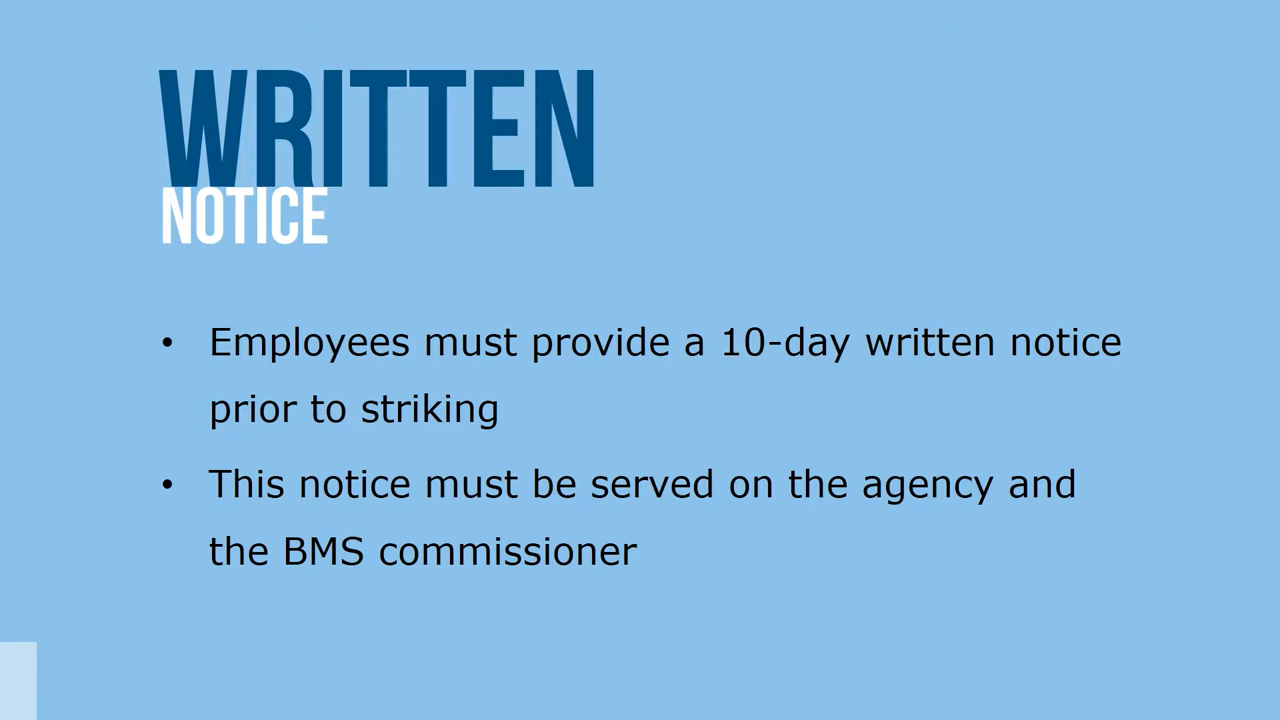 WRITTEN
NOTICE
• Employees must provide a 10-day written notice
prior to striking
• This notice must be served on the agency and
the BMS commissioner